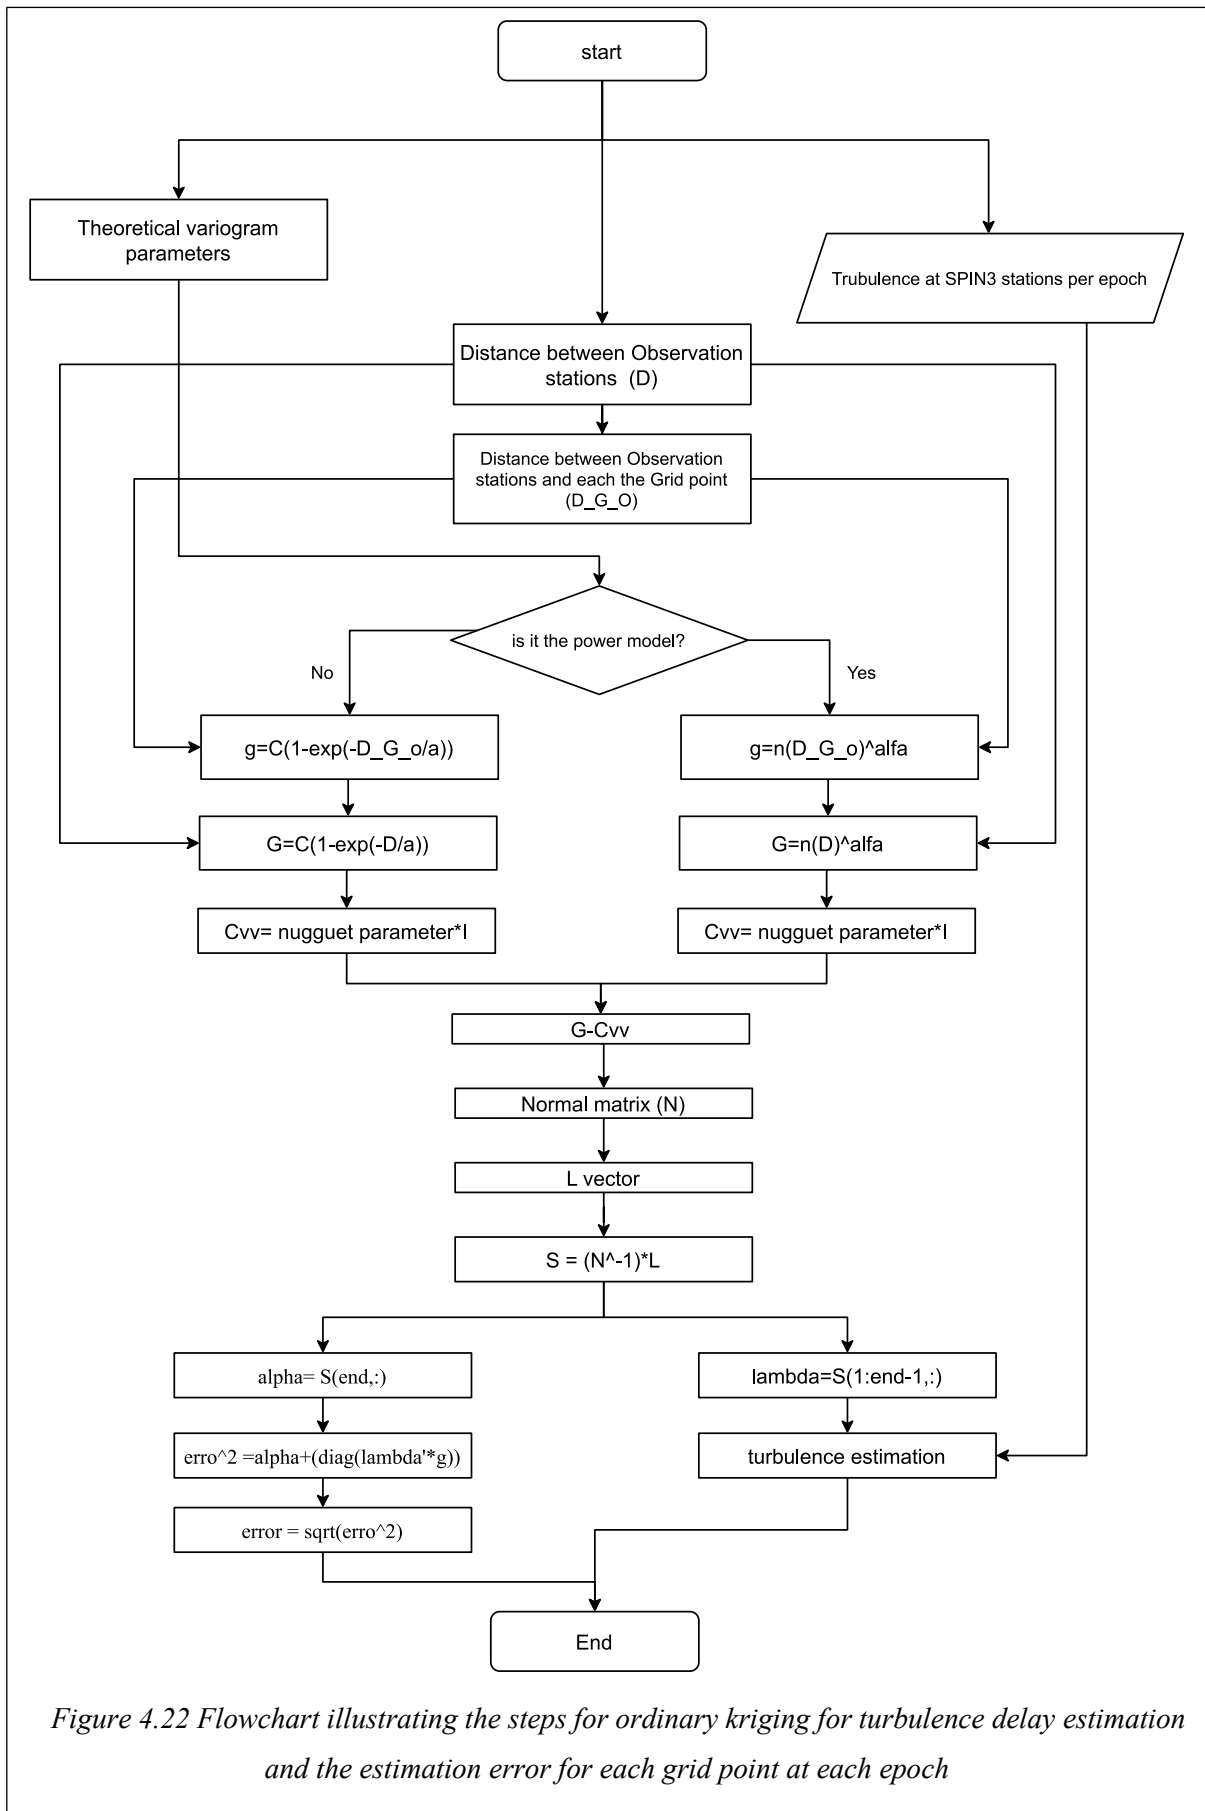 start
Theoretical variogram
parameters
Trubulence at SPIN3 stations per epoch
Distance between Observation
stations (D)
Distance between Observation
stations and each the Grid point
(D_G_O)
is it the power model?
No
Yes
g=C(1-exp(-D_G_o/a))
g=n(D_G_o)^alfa
G=C(1-exp(-D/a))
G=n(D)^alfa
Cvv= nugguet parameter*I
Cvv= nugguet parameter*I
G-Cvv
Normal matrix (N)
L vector
S = (N^-1)*L
alpha= S(end,:)
lambda=S(1:end-1,:)
erro^2 =alpha+(diag(lambda'*g))
turbulence estimation
error = sqrt(erro^2)
End
Figure 4.22 Flowchart illustrating the steps for ordinary kriging for turbulence delay estimation
and the estimation error for each grid point at each epoch